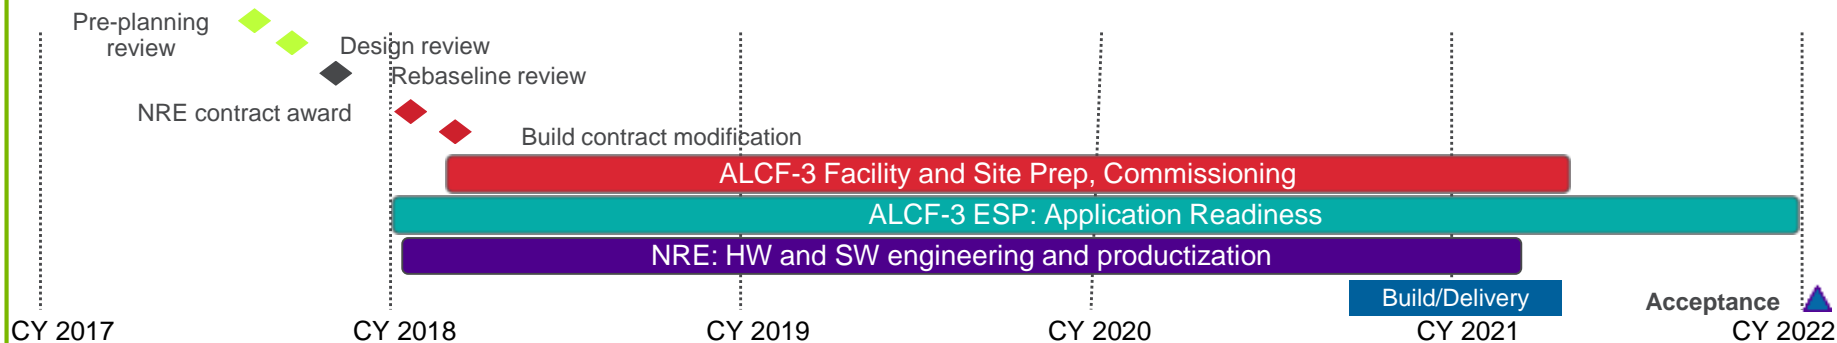 Pre-planning
review
Design review
Rebaseline review
NRE contract award
Build contract modification
ALCF-3 Facility and Site Prep, Commissioning
ALCF-3 ESP: Application Readiness
NRE: HW and SW engineering and productization
Build/Delivery
Acceptance
CY 2017
CY 2018
CY 2019
CY 2020
CY 2021
CY 2022